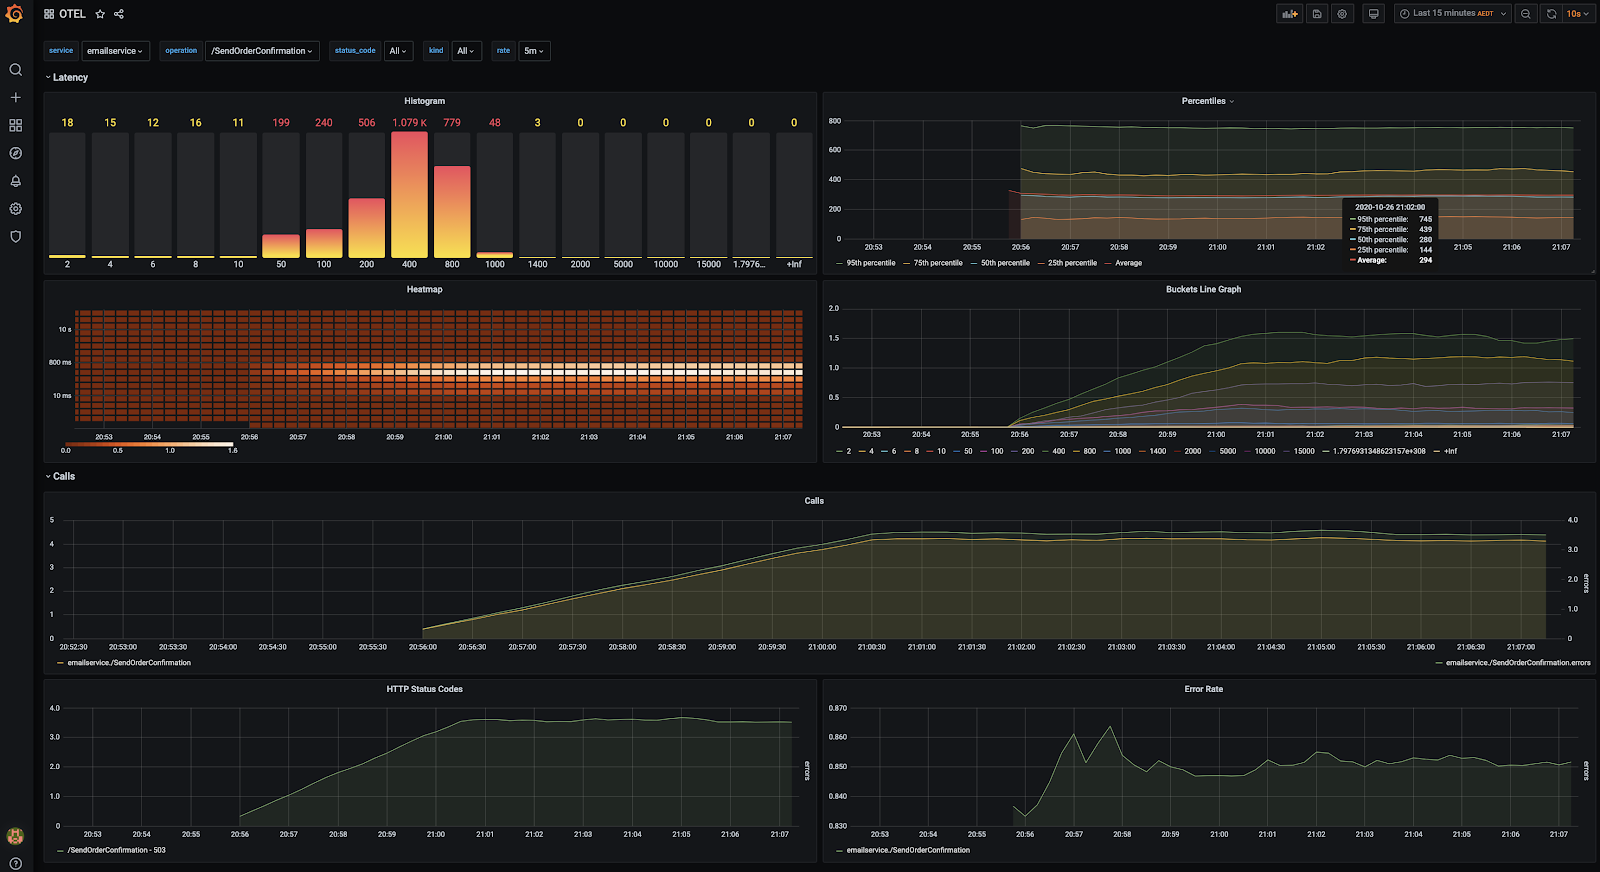 OTEL
Last 15 minutes AEDT
10s
service emailservice operation /SendOrderConfirmation status_code All kind All rate 5m
Latency
Histogram
18 15 12 16 11 199 240 506 1.079 K 779 48 3 0 0 0 0 0 0
2 4 6 8 10 50 100 200 400 800 1000 1400 2000 5000 10000 15000 1.7976... +Inf
Percentiles
800
600
400
200
0
20:53 20:54 20:55 20:56 20:57 20:58 20:59 21:00 21:01 21:02 21:05 21:06 21:07
2020-10-26 21:02:00
95th percentile: 745
75th percentile: 439
50th percentile: 280
25th percentile: 144
Average: 294
95th percentile 75th percentile 50th percentile 25th percentile Average
Heatmap
10 s
800 ms
10 ms
20:53 20:54 20:55 20:56 20:57 20:58 20:59 21:00 21:01 21:02 21:03 21:04 21:05 21:06 21:07
0.0 0.5 1.0 1.6
Buckets Line Graph
2.0
1.5
1.0
0.5
0
20:53 20:54 20:55 20:56 20:57 20:58 20:59 21:00 21:01 21:02 21:03 21:04 21:05 21:06 21:07
2 4 6 8 10 50 100 200 400 800 1000 1400 2000 5000 10000 15000 1.7976931348623157e+308 +Inf
Calls
Calls
5
4
3
2
1
0
4.0
3.0
2.0
1.0
0
errors
20:52:30 20:53:00 20:53:30 20:54:00 20:54:30 20:55:00 20:55:30 20:56:00 20:56:30 20:57:00 20:57:30 20:58:00 20:58:30 20:59:00 20:59:30 21:00:00 21:00:30 21:01:00 21:01:30 21:02:00 21:02:30 21:03:00 21:03:30 21:04:00 21:04:30 21:05:00 21:05:30 21:06:00 21:06:30 21:07:00
emailservice./SendOrderConfirmation
emailservice./SendOrderConfirmation.errors
HTTP Status Codes
4.0
3.0
2.0
1.0
0
errors
20:53 20:54 20:55 20:56 20:57 20:58 20:59 21:00 21:01 21:02 21:03 21:04 21:05 21:06 21:07
/SendOrderConfirmation - 503
Error Rate
0.870
0.860
0.850
0.840
0.830
errors
20:53 20:54 20:55 20:56 20:57 20:58 20:59 21:00 21:01 21:02 21:03 21:04 21:05 21:06 21:07
emailservice./SendOrderConfirmation